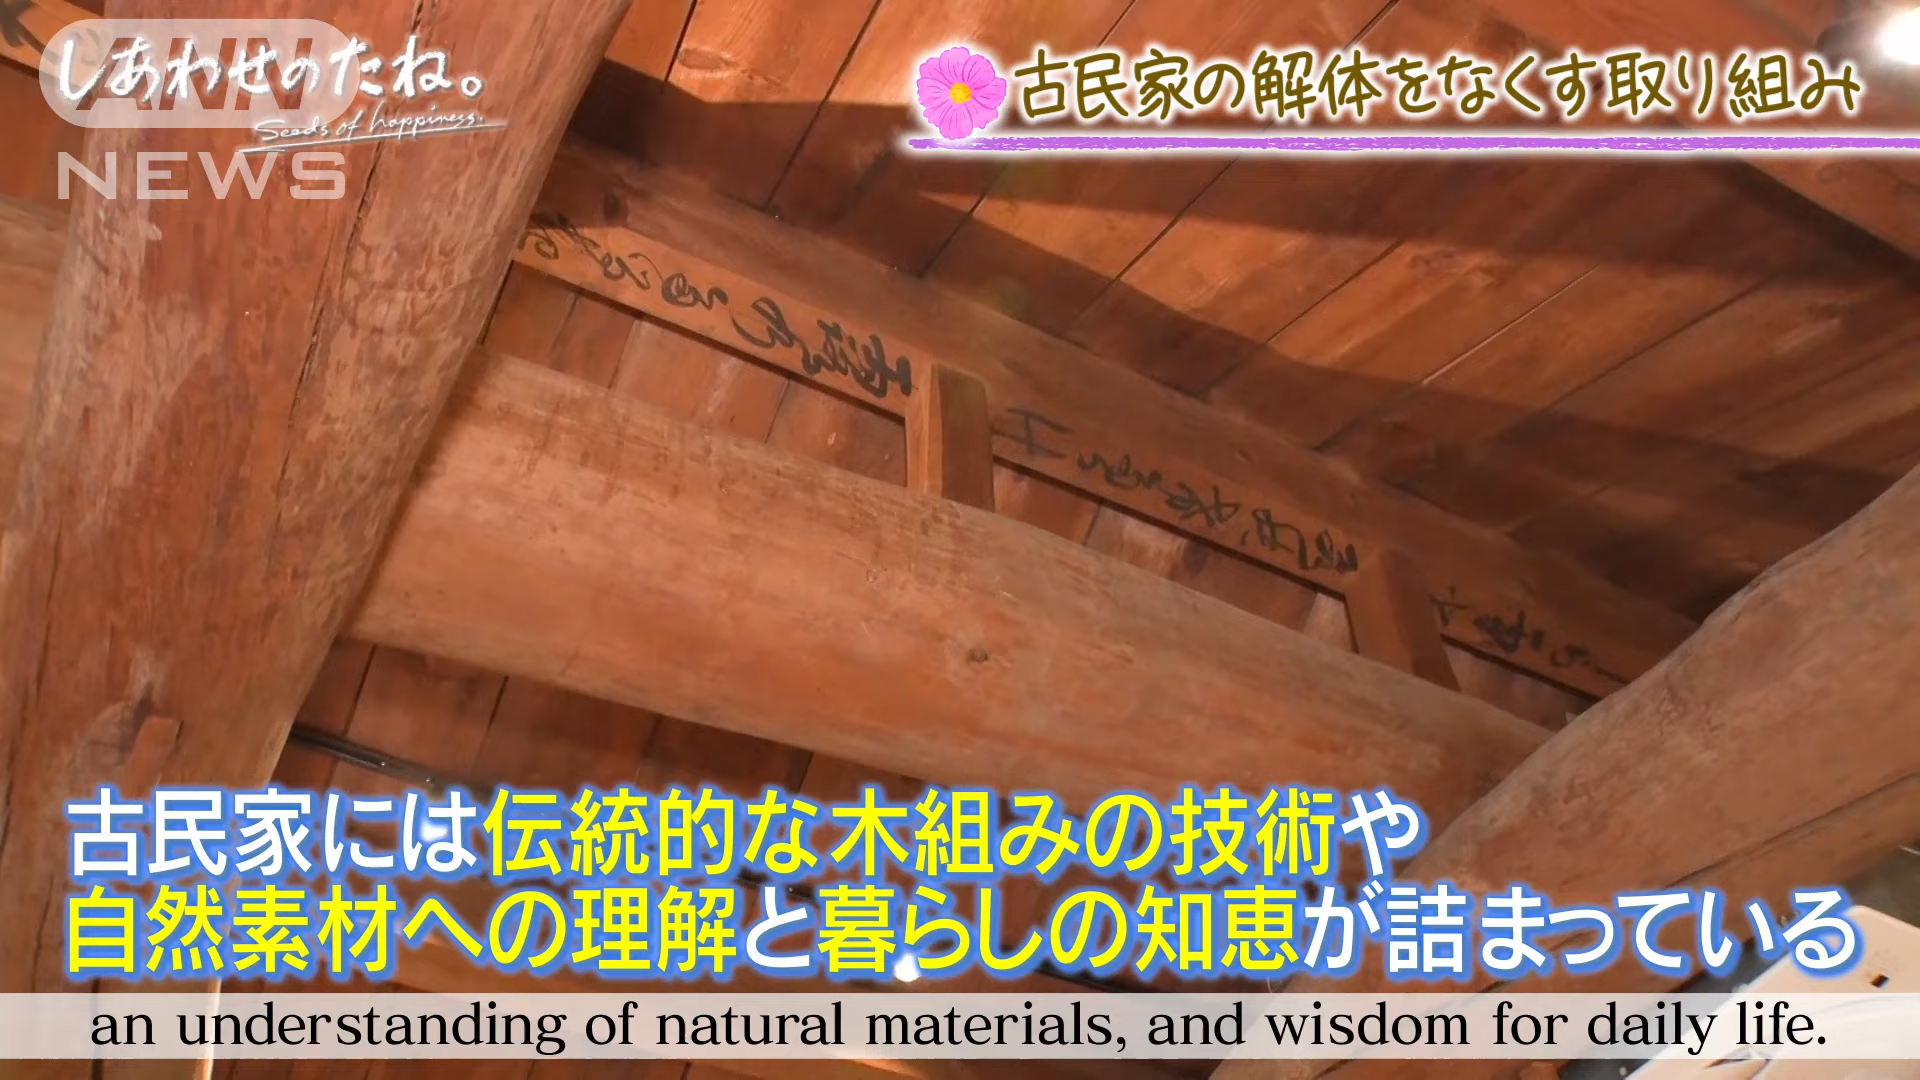 しあわせのたね。
Seeds of happiness.
ANN
NEWS
古民家の解体をなくす取り組み
古民家には伝統的な木組みの技術や
自然素材への理解と暮らしの知恵が詰まっている
an understanding of natural materials, and wisdom for daily life.